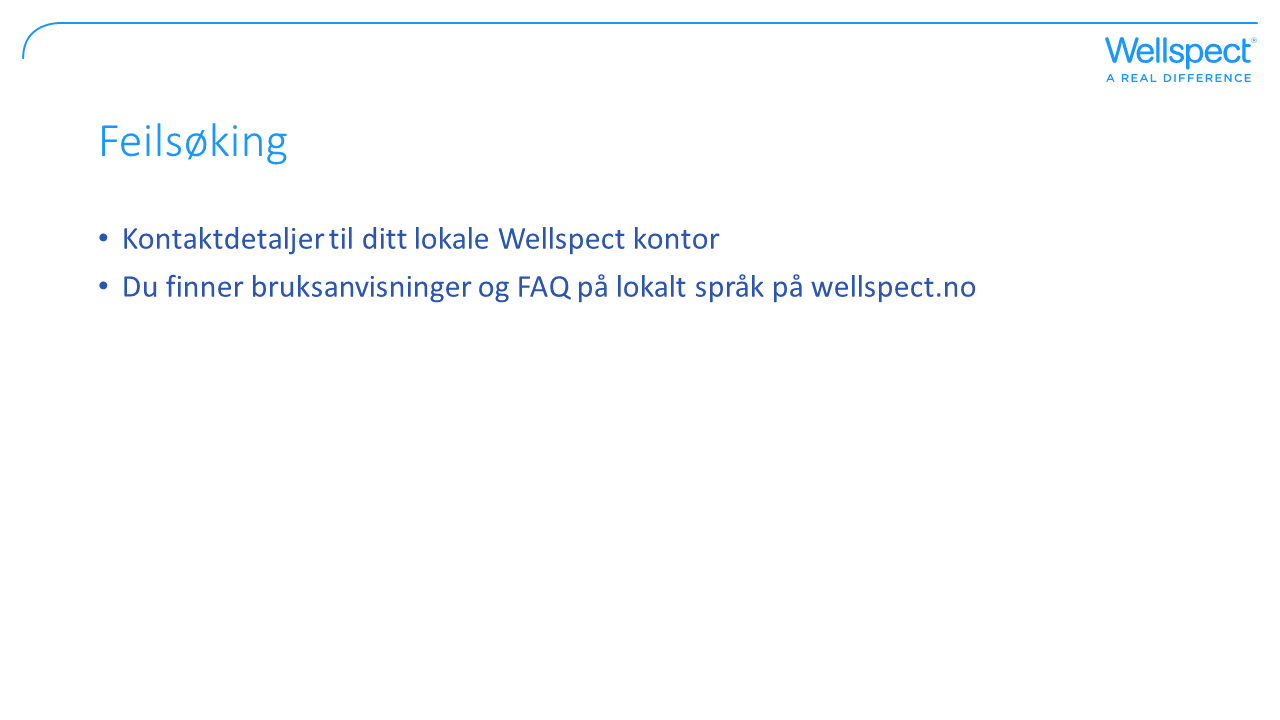 Wellspect®
A REAL DIFFERENCE
Feilsøking
• Kontaktdetaljer til ditt lokale Wellspect kontor
• Du finner bruksanvisninger og FAQ på lokalt språk på wellspect.no